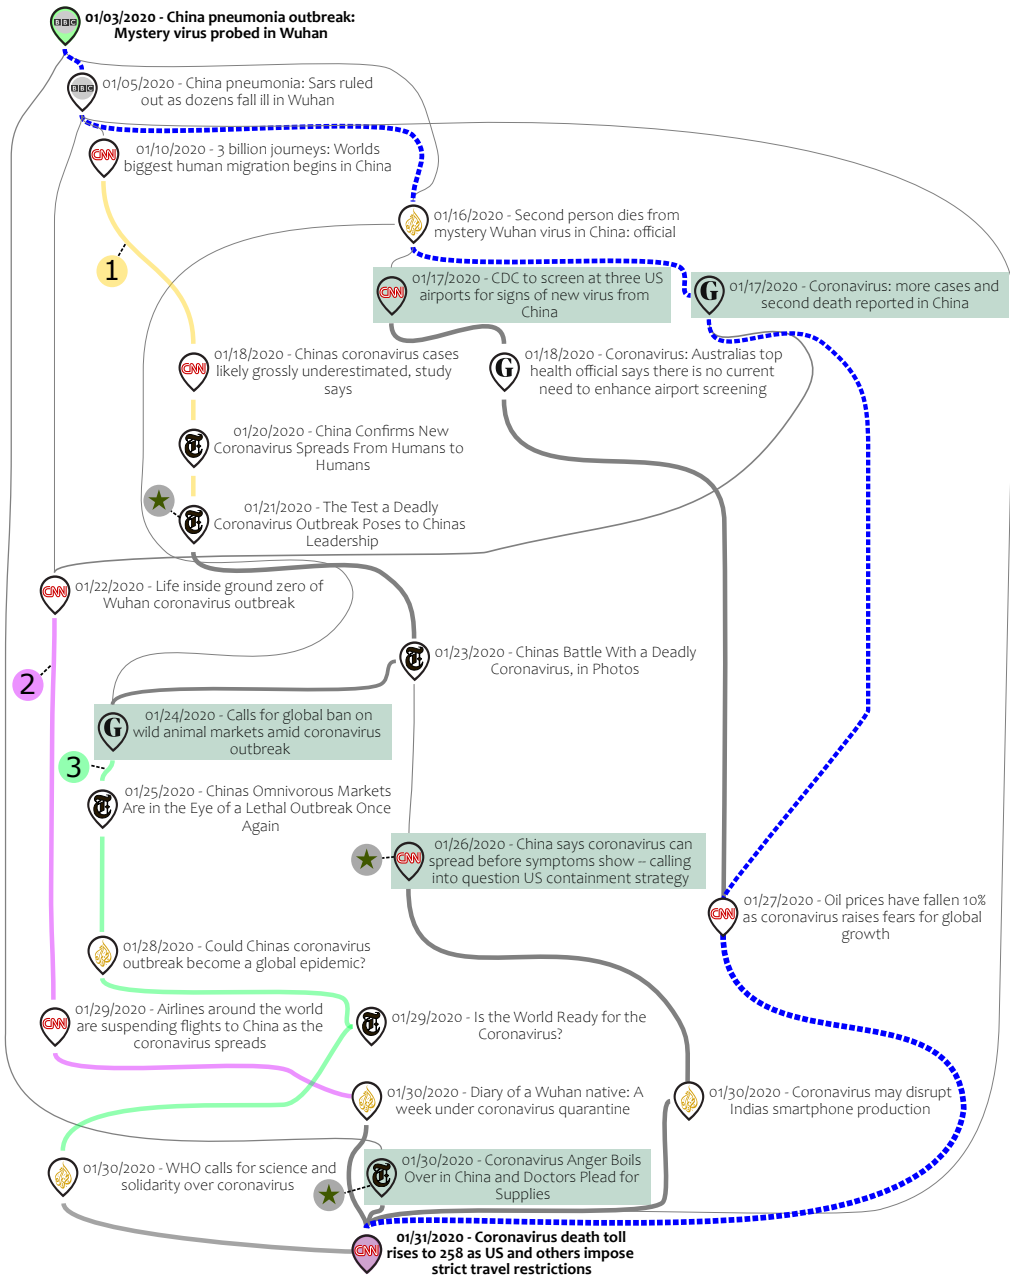 BBC
01/03/2020 - China pneumonia outbreak:
Mystery virus probed in Wuhan
BBC
01/05/2020 - China pneumonia: Sars ruled
out as dozens fall ill in Wuhan
CNN
01/10/2020 - 3 billion journeys: Worlds
biggest human migration begins in China
01/16/2020 - Second person dies from
mystery Wuhan virus in China: official
1
CNN
01/17/2020 - CDC to screen at three US
airports for signs of new virus from
China
G
01/17/2020 - Coronavirus: more cases and
second death reported in China
CNN
01/18/2020 - Chinas coronavirus cases
likely grossly underestimated, study
says
G
01/18/2020 - Coronavirus: Australias top
health official says there is no current
need to enhance airport screening
T
01/20/2020 - China Confirms New
Coronavirus Spreads From Humans to
Humans
T
01/21/2020 - The Test a Deadly
Coronavirus Outbreak Poses to Chinas
Leadership
CNN
01/22/2020 - Life inside ground zero of
Wuhan coronavirus outbreak
T
01/23/2020 - Chinas Battle With a Deadly
Coronavirus, in Photos
2
G
01/24/2020 - Calls for global ban on
wild animal markets amid coronavirus
outbreak
3
T
01/25/2020 - Chinas Omnivorous Markets
Are in the Eye of a Lethal Outbreak Once
Again
CNN
01/26/2020 - China says coronavirus can
spread before symptoms show – calling
into question US containment strategy
CNN
01/27/2020 - Oil prices have fallen 10%
as coronavirus raises fears for global
growth
01/28/2020 - Could Chinas coronavirus
outbreak become a global epidemic?
CNN
01/29/2020 - Airlines around the world
are suspending flights to China as the
coronavirus spreads
T
01/29/2020 - Is the World Ready for the
Coronavirus?
01/30/2020 - Diary of a Wuhan native: A
week under coronavirus quarantine
01/30/2020 - Coronavirus may disrupt
Indias smartphone production
01/30/2020 - WHO calls for science and
solidarity over coronavirus
T
01/30/2020 - Coronavirus Anger Boils
Over in China and Doctors Plead for
Supplies
CNN
01/31/2020 - Coronavirus death toll
rises to 258 as US and others impose
strict travel restrictions